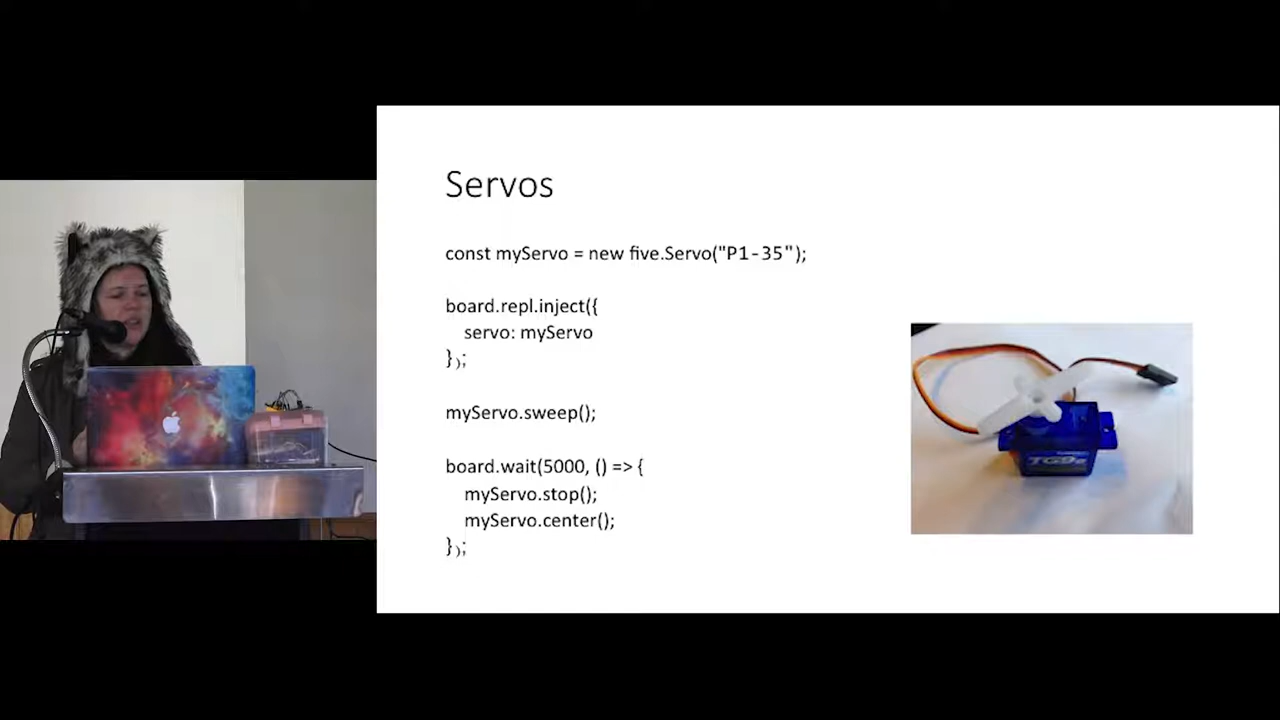 Servos
const myServo = new five.Servo("P1-35");
board.repl.inject({
servo: myServo
});
myServo.sweep();
board.wait(5000, () => {
myServo.stop();
myServo.center();
});
TG9e